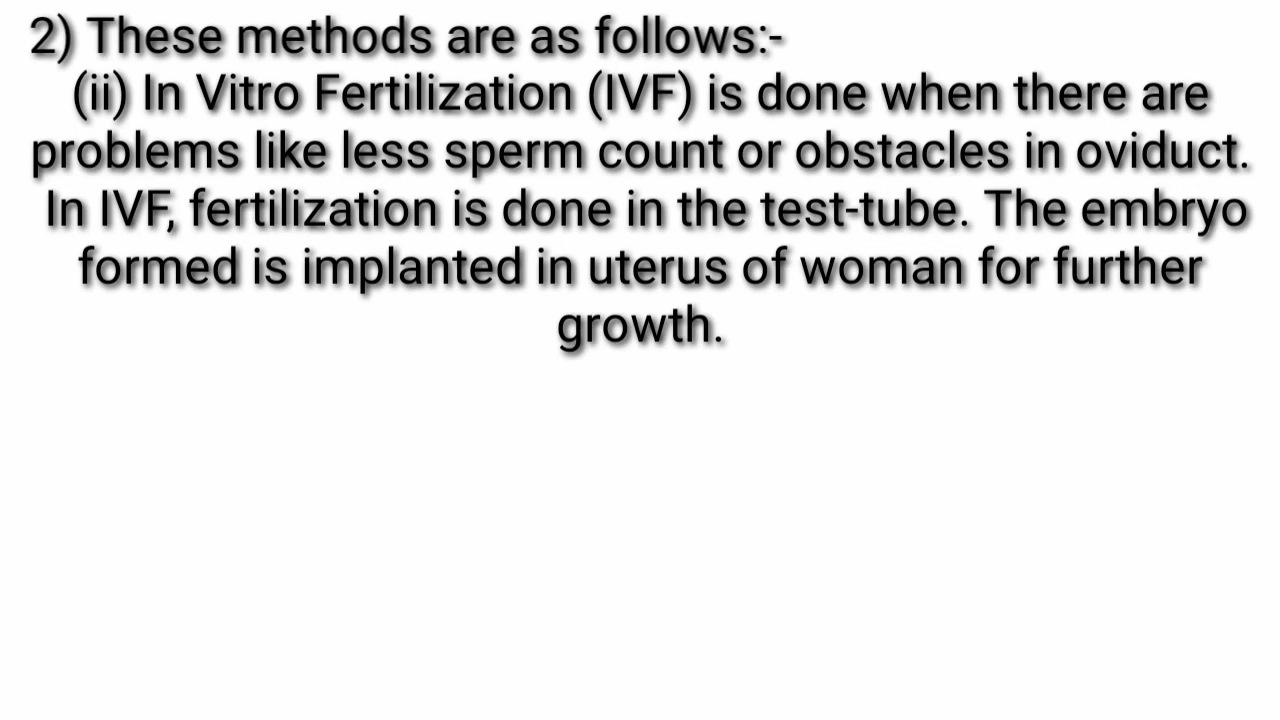 2) These methods are as follows:-
(ii) In Vitro Fertilization (IVF) is done when there are
problems like less sperm count or obstacles in oviduct.
In IVF, fertilization is done in the test-tube. The embryo
formed is implanted in uterus of woman for further
growth.